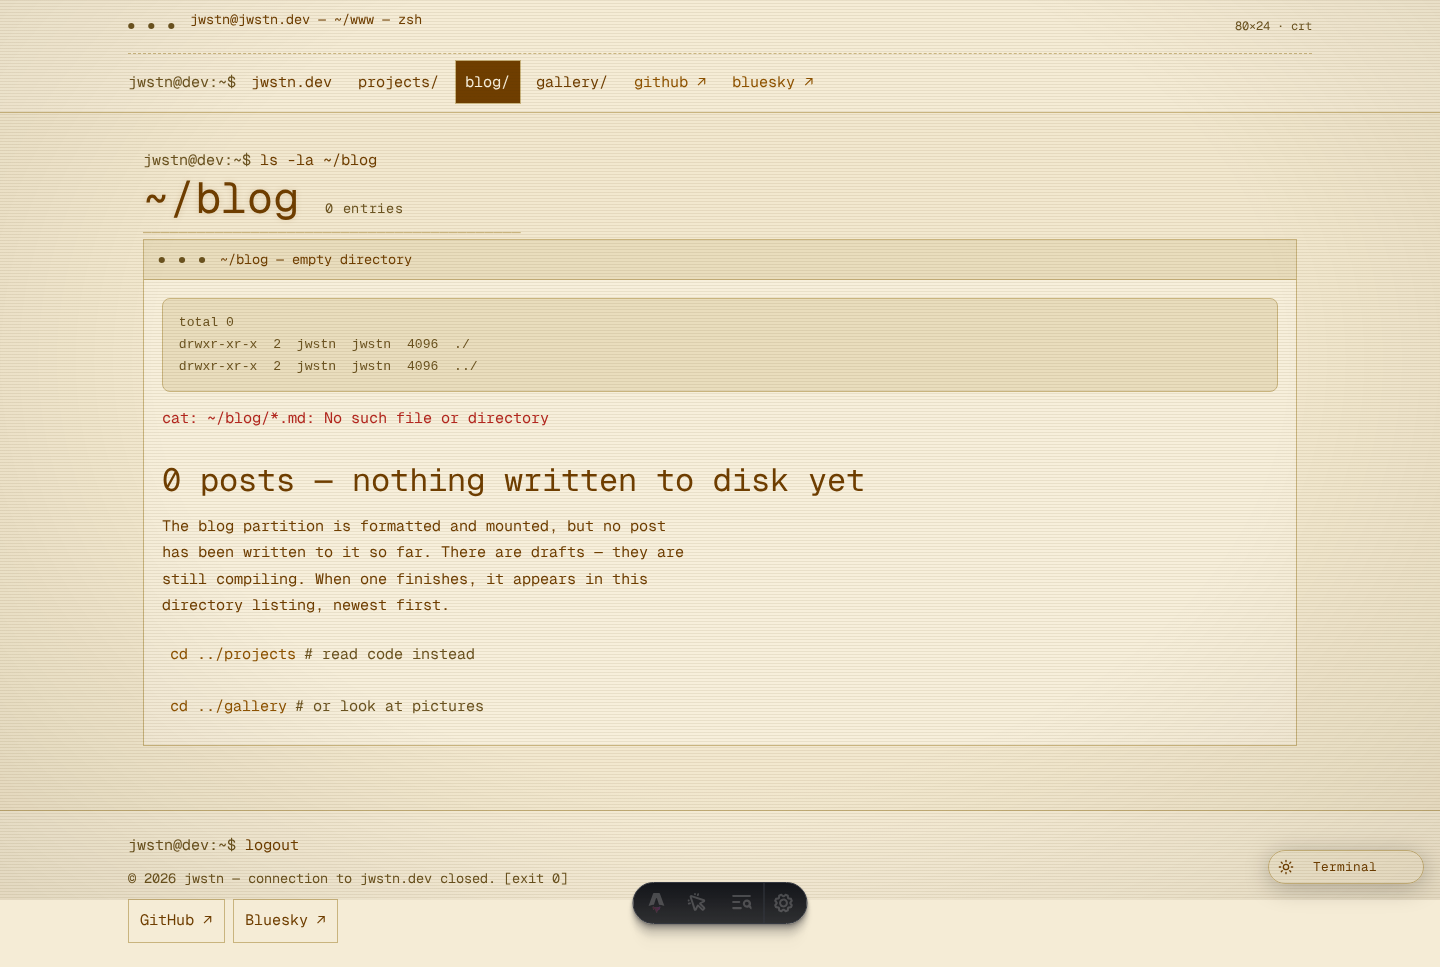 jwstn@jwstn.dev — ~/www — zsh
80×24 · crt
jwstn@dev:~$ jwstn.dev projects/ blog/ gallery/ github ↗ bluesky ↗
jwstn@dev:~$ ls -la ~/blog
~/blog 0 entries
~/blog — empty directory
total 0
drwxr-xr-x 2 jwstn jwstn 4096 ./
drwxr-xr-x 2 jwstn jwstn 4096 ../
cat: ~/blog/*.md: No such file or directory
0 posts — nothing written to disk yet
The blog partition is formatted and mounted, but no post
has been written to it so far. There are drafts — they are
still compiling. When one finishes, it appears in this
directory listing, newest first.
cd ../projects # read code instead
cd ../gallery # or look at pictures
jwstn@dev:~$ logout
© 2026 jwstn — connection to jwstn.dev closed. [exit 0]
Terminal
GitHub ↗ Bluesky ↗